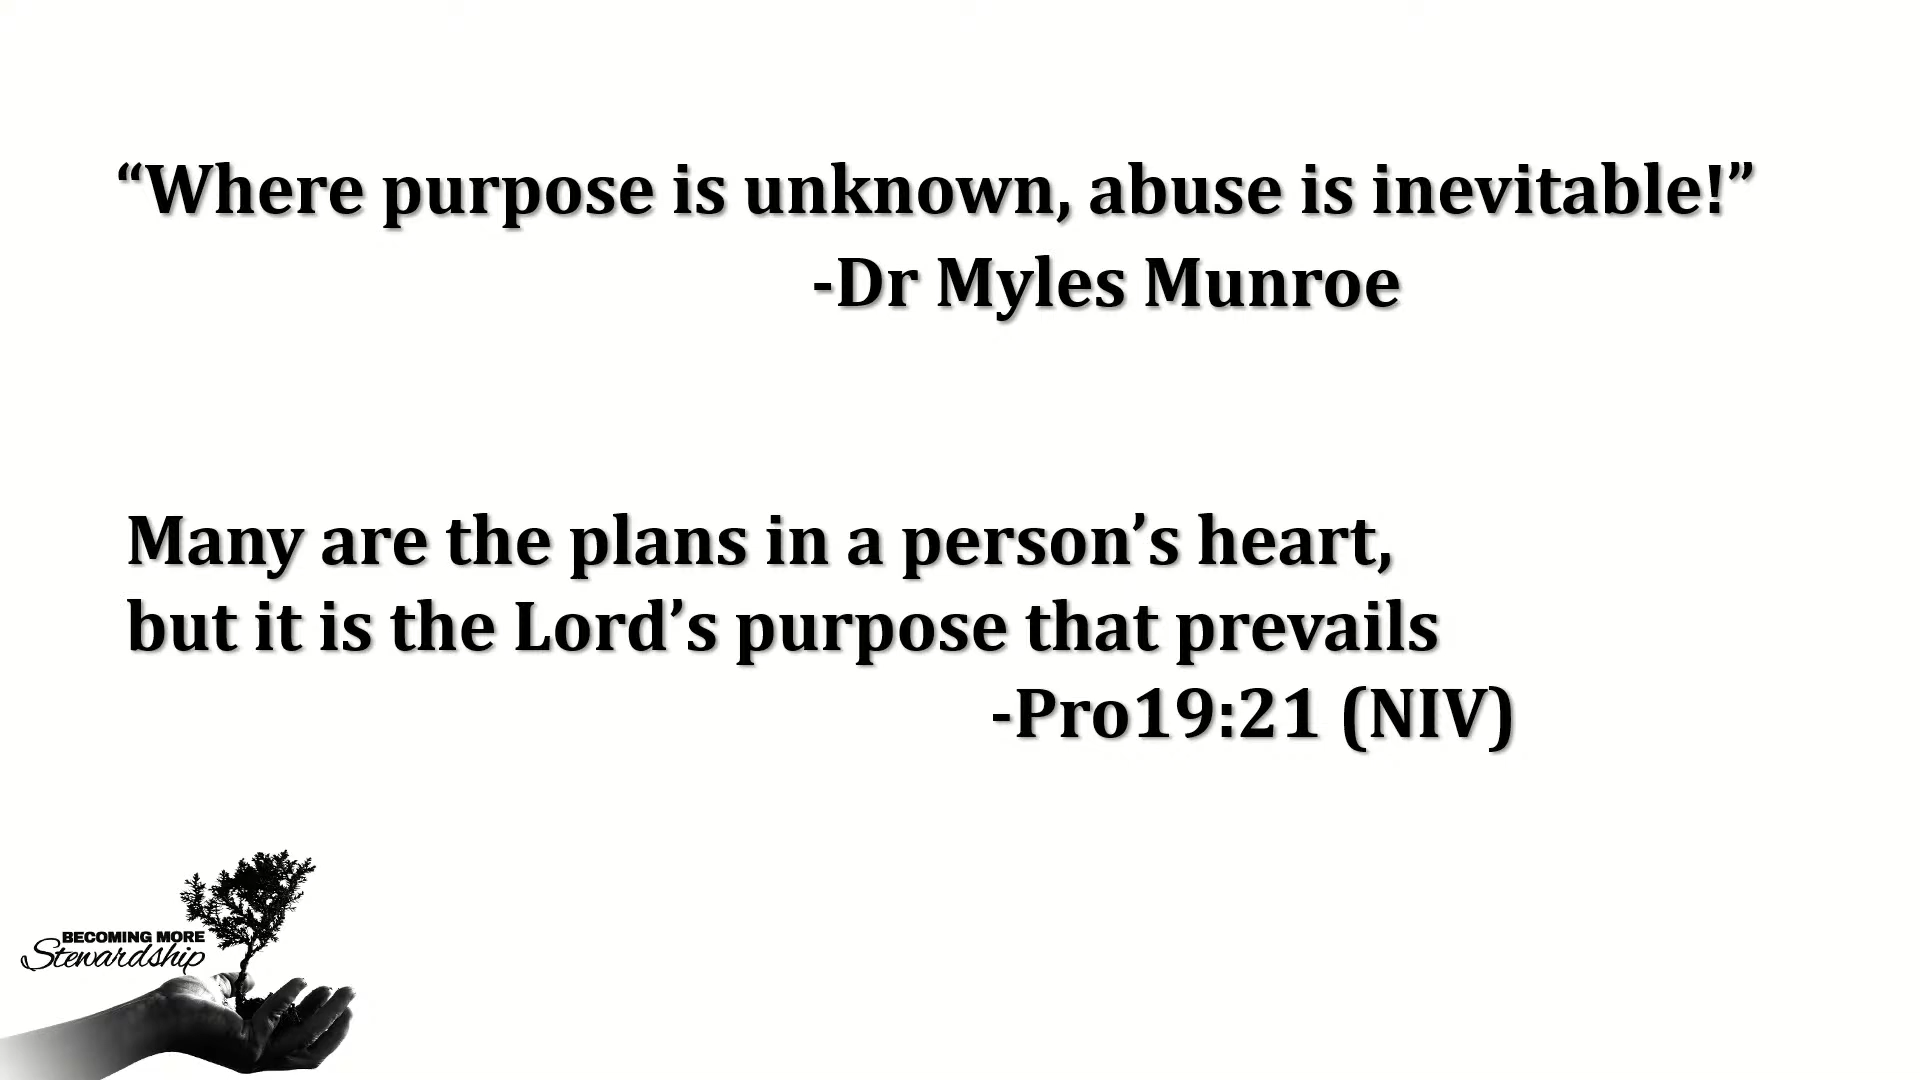 “Where purpose is unknown, abuse is inevitable!”
-Dr Myles Munroe
Many are the plans in a person’s heart,
but it is the Lord’s purpose that prevails
-Pro19:21 (NIV)
BECOMING MORE
Stewardship